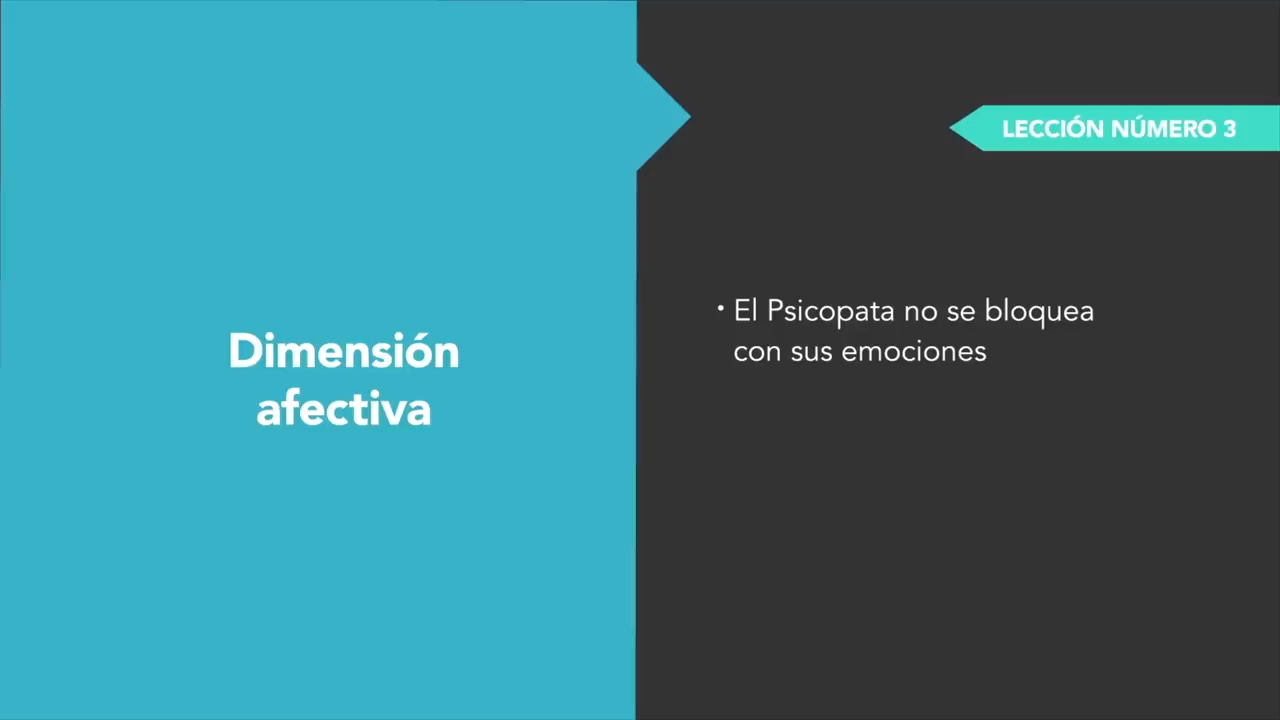 Dimensión
afectiva
LECCIÓN NÚMERO 3
· El Psicopata no se bloquea
con sus emociones